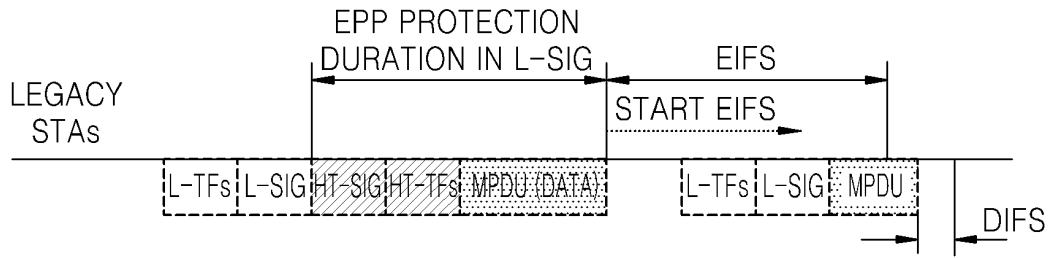 EPP PROTECTION
DURATION IN L-SIG
EIFS
LEGACY
STAs
START EIFS
L-TFs L-SIG HT-SIG HT-TFs MPDU (DATA) L-TFs L-SIG MPDU
DIFS